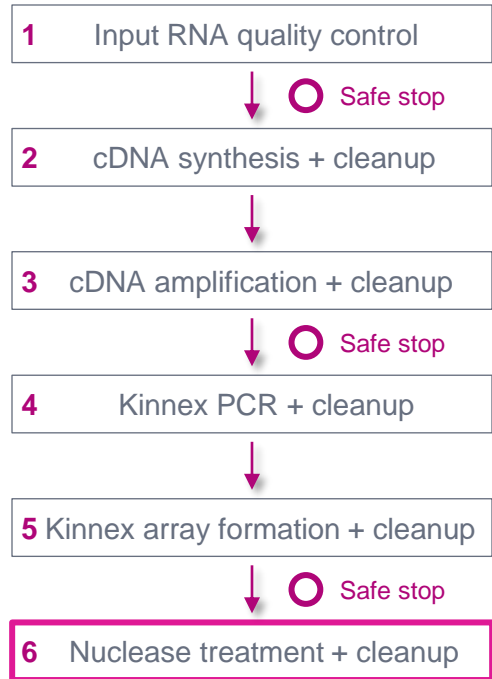 1 Input RNA quality control
Safe stop
2 cDNA synthesis + cleanup
3 cDNA amplification + cleanup
Safe stop
4 Kinnex PCR + cleanup
5 Kinnex array formation + cleanup
Safe stop
6 Nuclease treatment + cleanup